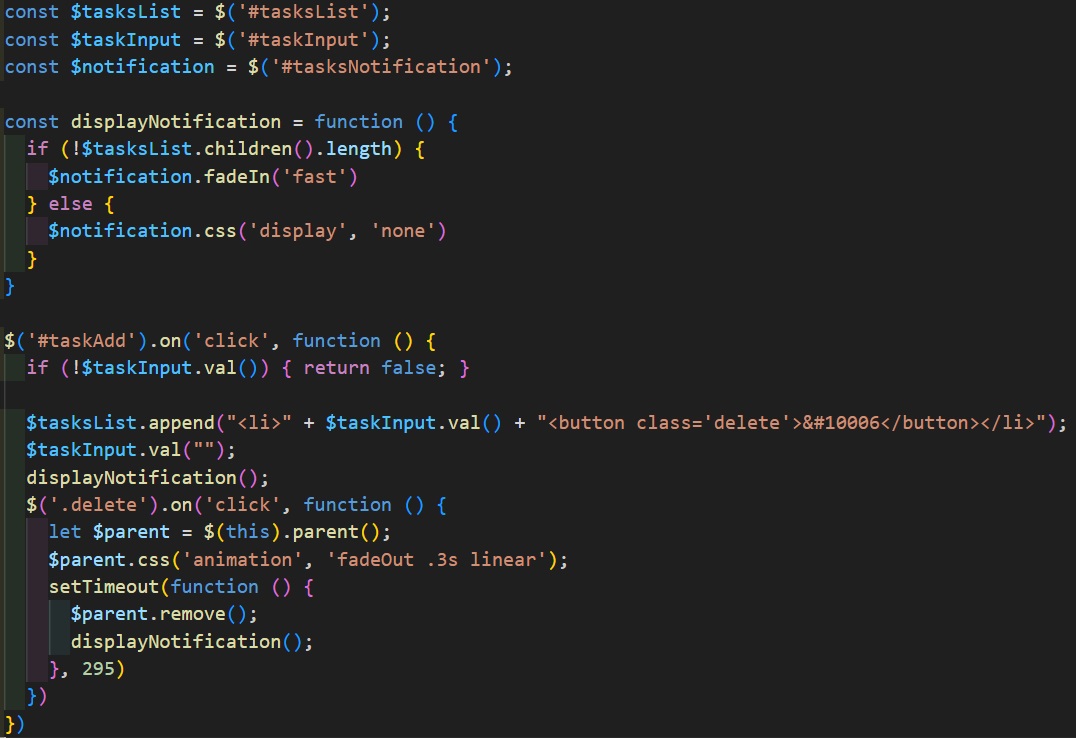 const $tasksList = $('#tasksList');
const $taskInput = $('#taskInput');
const $notification = $('#tasksNotification');

const displayNotification = function () {
  if (!$tasksList.children().length) {
    $notification.fadeIn('fast')
  } else {
    $notification.css('display', 'none')
  }
}

$('#taskAdd').on('click', function () {
  if (!$taskInput.val()) { return false; }

  $tasksList.append("<li>" + $taskInput.val() + "<button class='delete'>&#10006</button></li>");
  $taskInput.val("");
  displayNotification();
  $('.delete').on('click', function () {
    let $parent = $(this).parent();
    $parent.css('animation', 'fadeOut .3s linear');
    setTimeout(function () {
      $parent.remove();
      displayNotification();
    }, 295)
  })
})